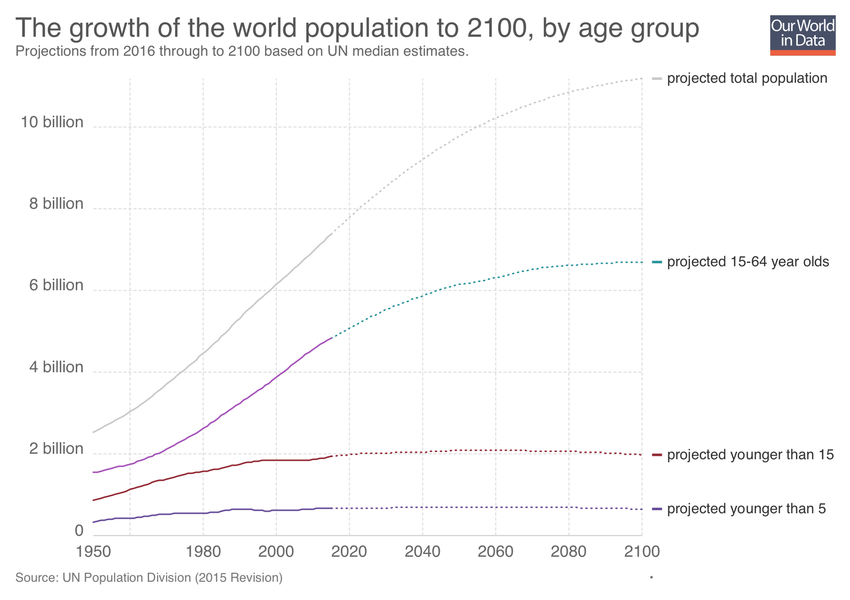 The growth of the world population to 2100, by age group
Projections from 2016 through to 2100 based on UN median estimates.
Our World
in Data
projected total population
10 billion
8 billion
projected 15-64 year olds
6 billion
4 billion
2 billion
projected younger than 15
projected younger than 5
0
1950 1980 2000 2020 2040 2060 2080 2100
Source: UN Population Division (2015 Revision)